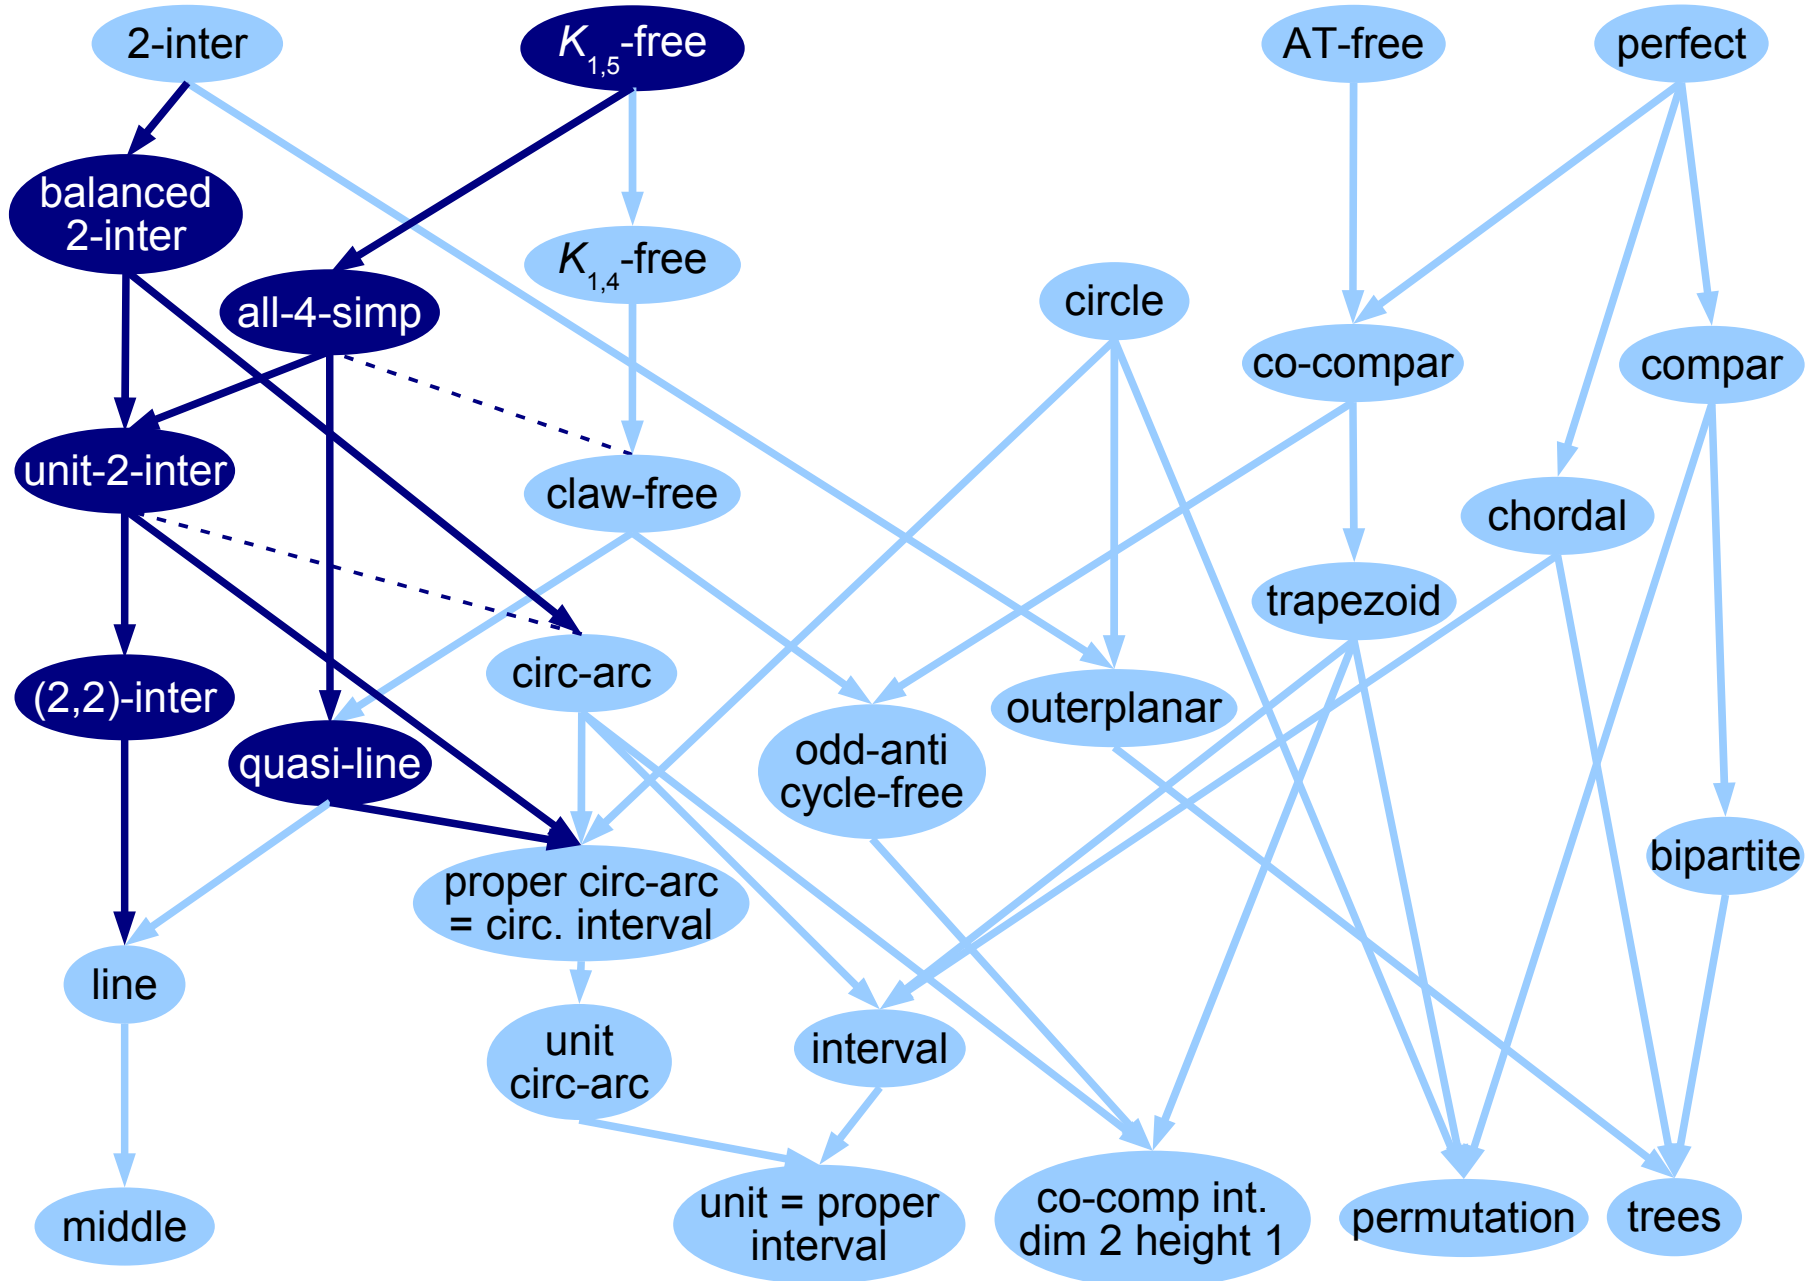 2-inter
K1,5-free
AT-free
perfect
balanced
2-inter
K1,4-free
all-4-simp
circle
co-compar
compar
unit-2-inter
claw-free
chordal
trapezoid
circ-arc
(2,2)-inter
outerplanar
quasi-line
odd-anti
cycle-free
bipartite
proper circ-arc
= circ. interval
line
unit
circ-arc
interval
middle
unit = proper
interval
co-comp int.
dim 2 height 1
permutation
trees